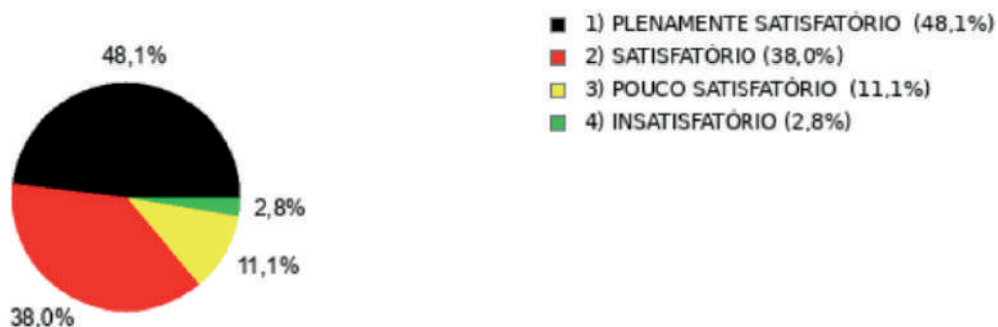 48,1%
2,8%
11,1%
38,0%
1) PLENAMENTE SATISFATÓRIO (48,1%)
2) SATISFATÓRIO (38,0%)
3) POUCO SATISFATÓRIO (11,1%)
4) INSATISFATÓRIO (2,8%)